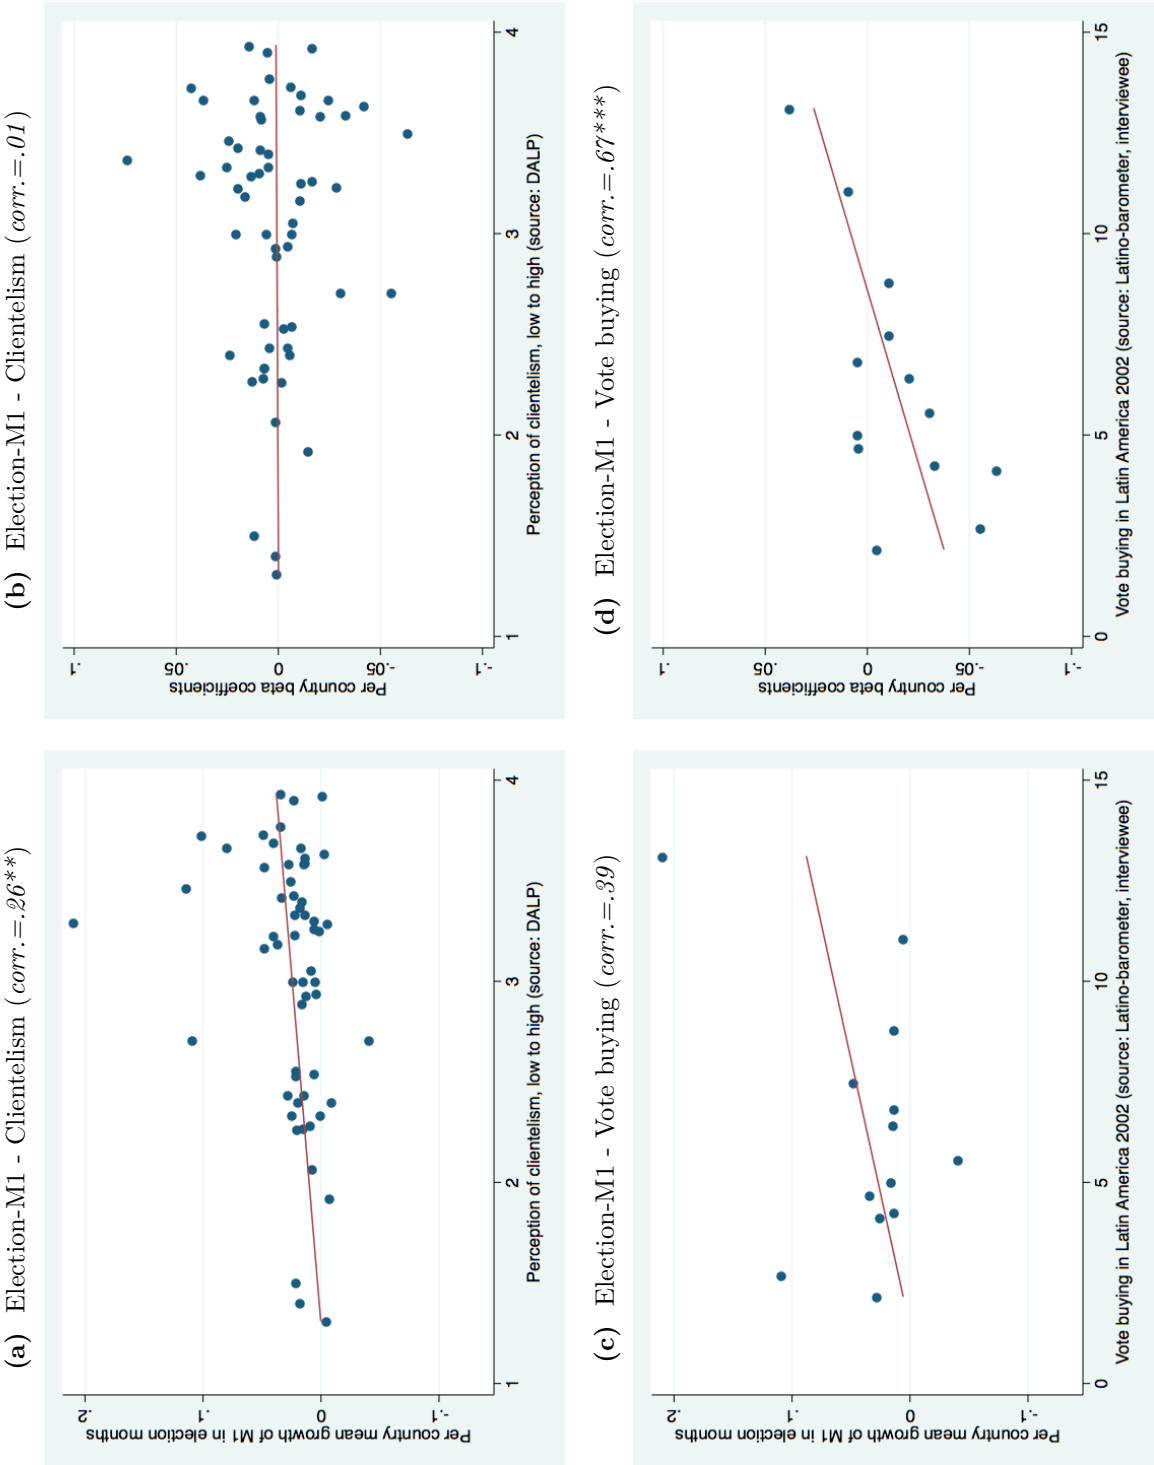 (a) Election-M1 - Clientelism (corr.=.26**)
Per country mean growth of M1 in election months
.2
.1
0
-.1
1
2
3
4
Perception of clientelism, low to high (source: DALP)
(b) Election-M1 - Clientelism (corr.=.01)
Per country beta coefficients
.1
.05
0
-.05
-.1
1
2
3
4
Perception of clientelism, low to high (source: DALP)
(c) Election-M1 - Vote buying (corr.=.39)
Per country mean growth of M1 in election months
.2
.1
0
-.1
0
5
10
15
Vote buying in Latin America 2002 (source: Latino-barometer, interviewee)
(d) Election-M1 - Vote buying (corr.=.67***)
Per country beta coefficients
.1
.05
0
-.05
-.1
0
5
10
15
Vote buying in Latin America 2002 (source: Latino-barometer, interviewee)